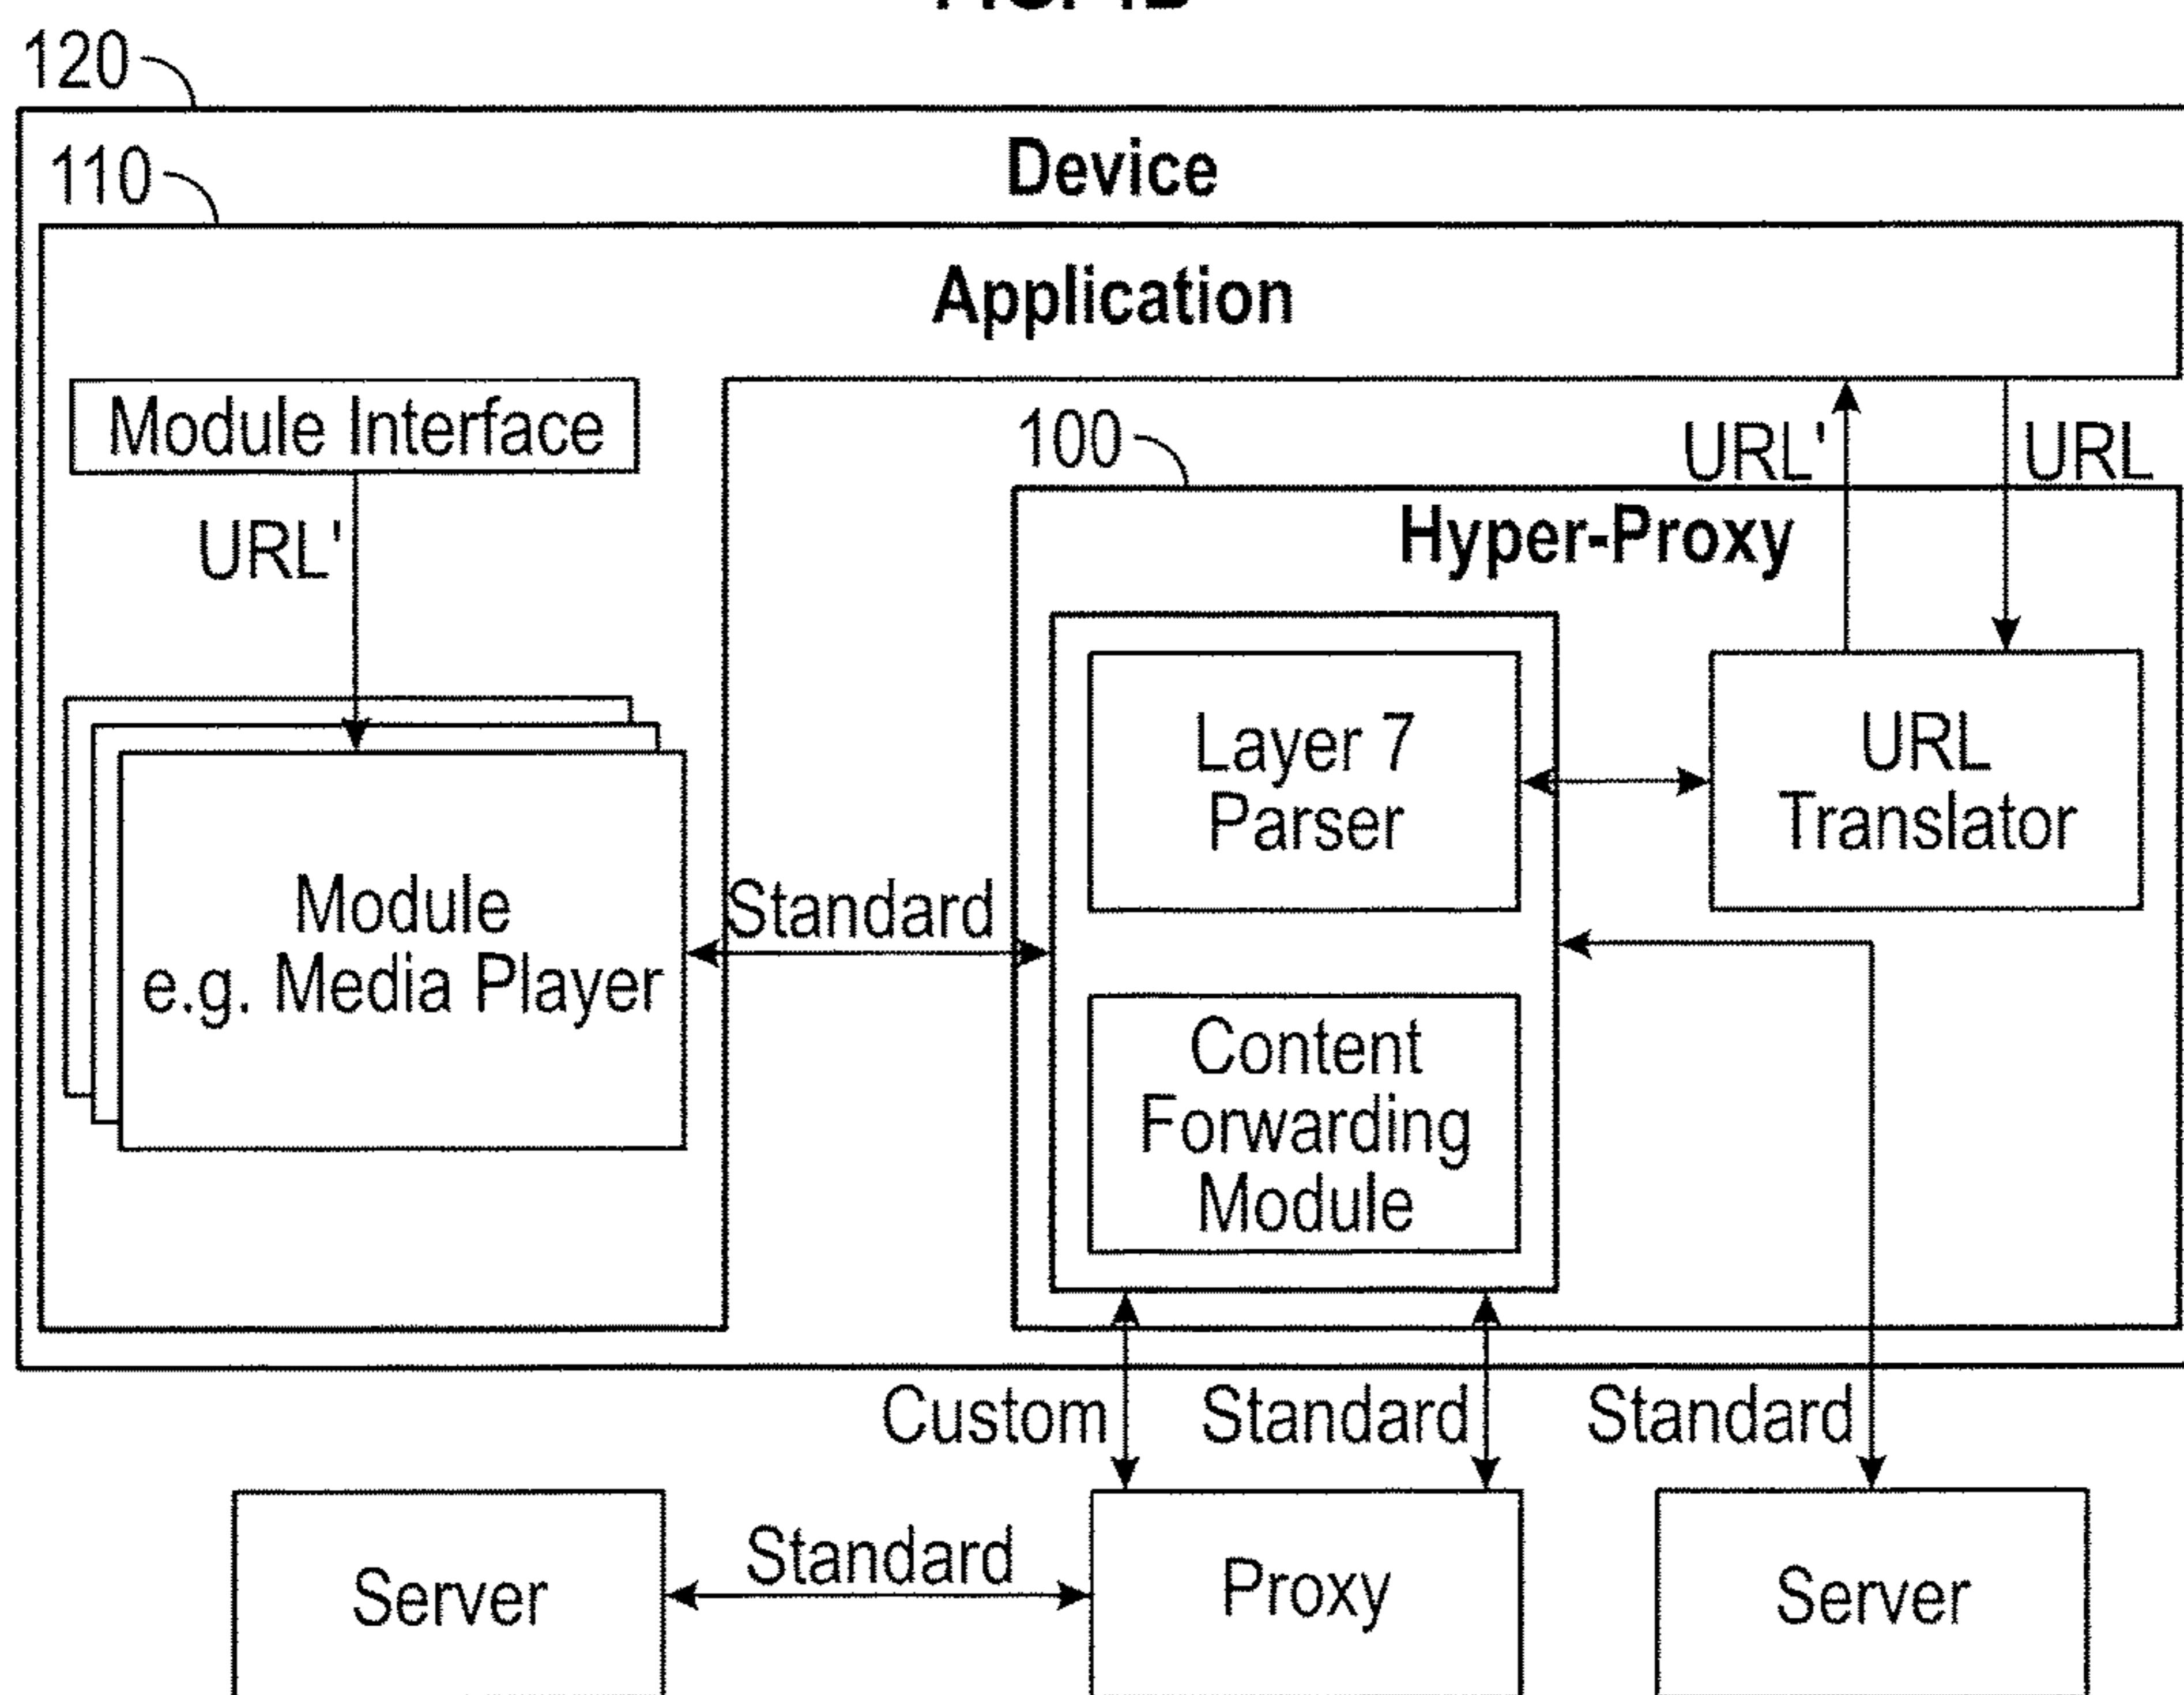 120
Device
110
Application
Module Interface
100
URL'
URL
Hyper-Proxy
URL'
Layer 7
Parser
URL
Translator
Module
e.g. Media Player
Standard
Content
Forwarding
Module
Custom
Standard
Standard
Server
Standard
Proxy
Server